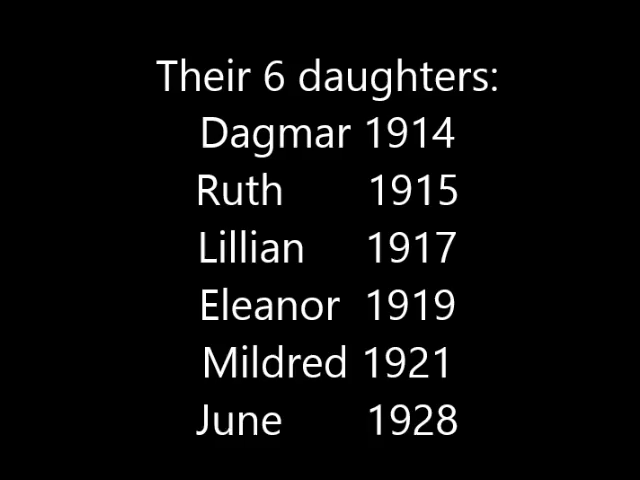 Their 6 daughters:
Dagmar 1914
Ruth 1915
Lillian 1917
Eleanor 1919
Mildred 1921
June 1928